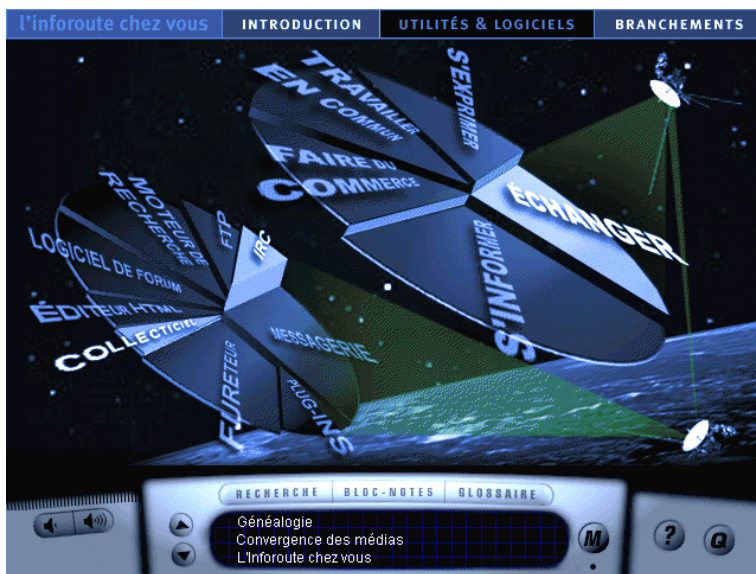 l'inforoute chez vous INTRODUCTION UTILITÉS & LOGICIELS BRANCHEMENTS
TRAVAILLER
EN COMMUN
S'EXPRIMER
FAIRE DU
COMMERCE
ÉCHANGER
S'INFORMER
MOTEUR DE
RECHERCHE
FTP
IRC
LOGICIEL DE FORUM
ÉDITEUR HTML
COLLECTICIEL
MESSAGERIE
FURETEUR
PLUG-INS
RECHERCHE BLOC-NOTES GLOSSAIRE
Généalogie
Convergence des médias
L'Inforoute chez vous
M
?
Q